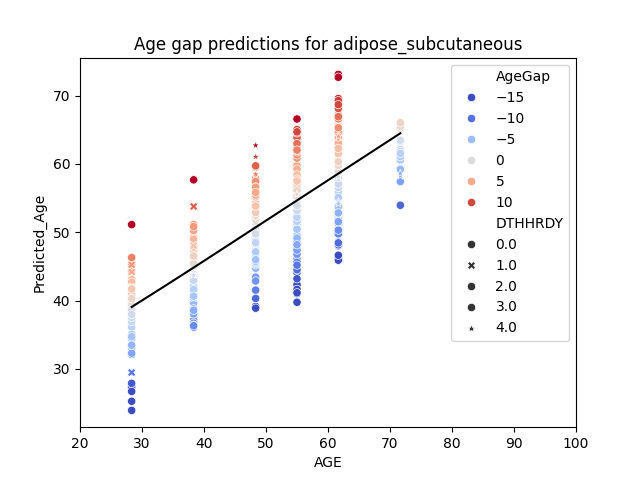 Age gap predictions for adipose_subcutaneous
Predicted_Age
70
60
50
40
30
20 30 40 50 60 70 80 90 100
AGE
AgeGap
−15
−10
−5
0
5
10
DTHHRDY
0.0
1.0
2.0
3.0
4.0